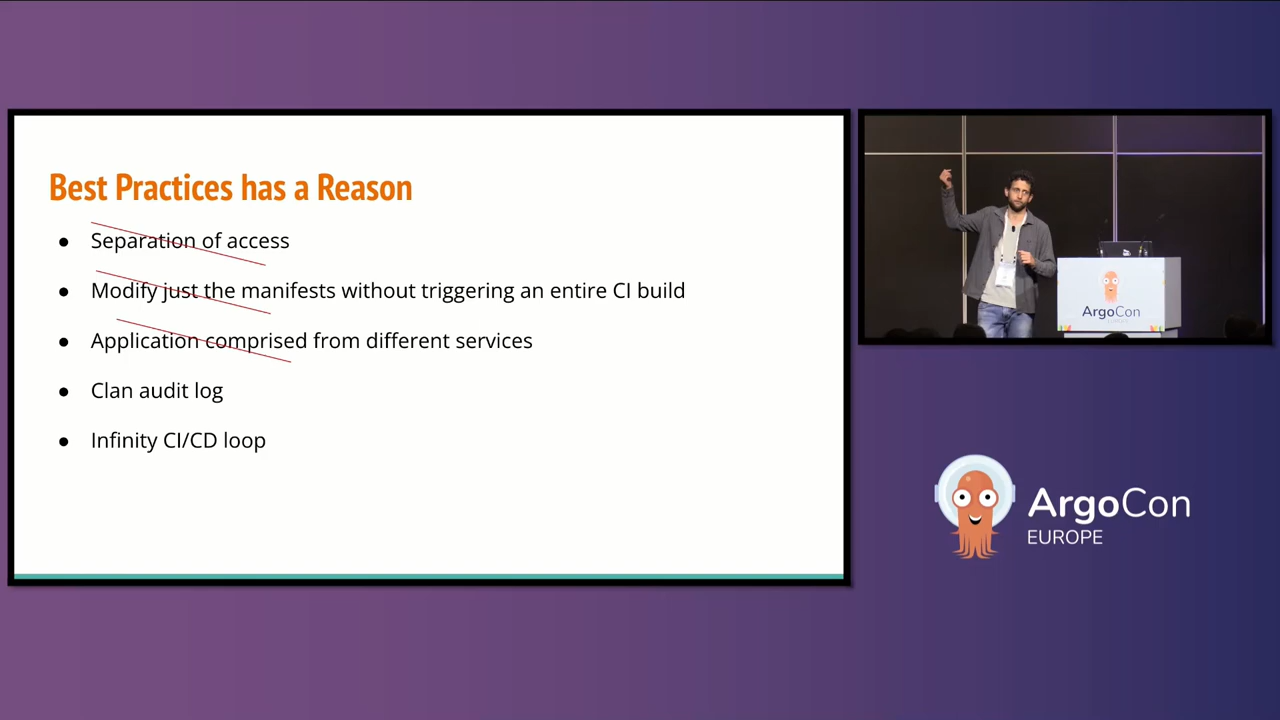 Best Practices has a Reason
● Separation of access
● Modify just the manifests without triggering an entire CI build
● Application comprised from different services
● Clan audit log
● Infinity CI/CD loop
ArgoCon
EUROPE
ArgoCon
EUROPE